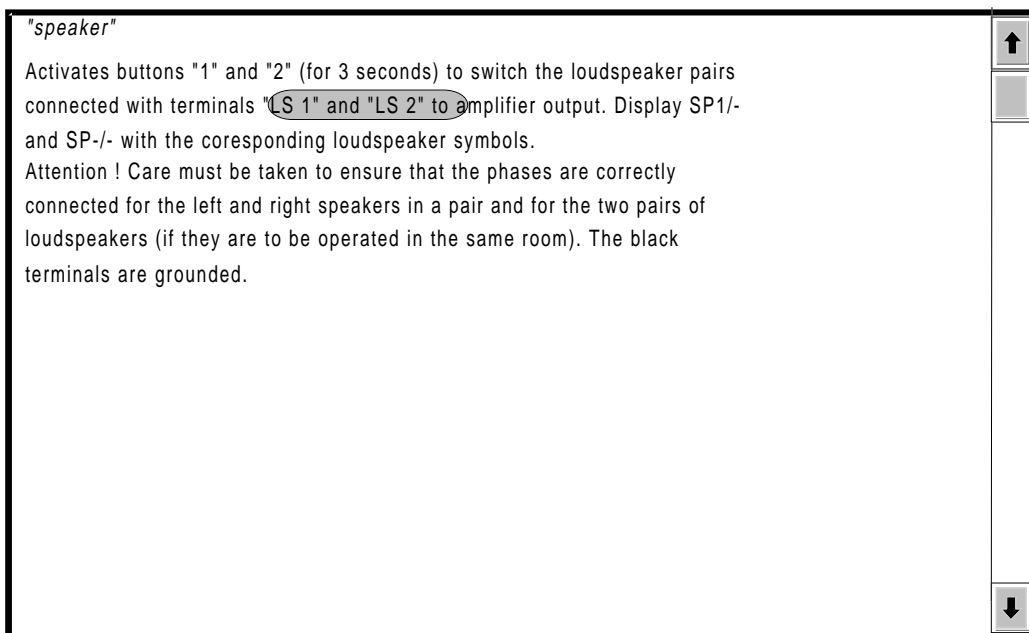 "speaker"
Activates buttons "1" and "2" (for 3 seconds) to switch the loudspeaker pairs
connected with terminals "LS 1" and "LS 2" to amplifier output. Display SP1/-
and SP-/- with the coresponding loudspeaker symbols.
Attention ! Care must be taken to ensure that the phases are correctly
connected for the left and right speakers in a pair and for the two pairs of
loudspeakers (if they are to be operated in the same room). The black
terminals are grounded.